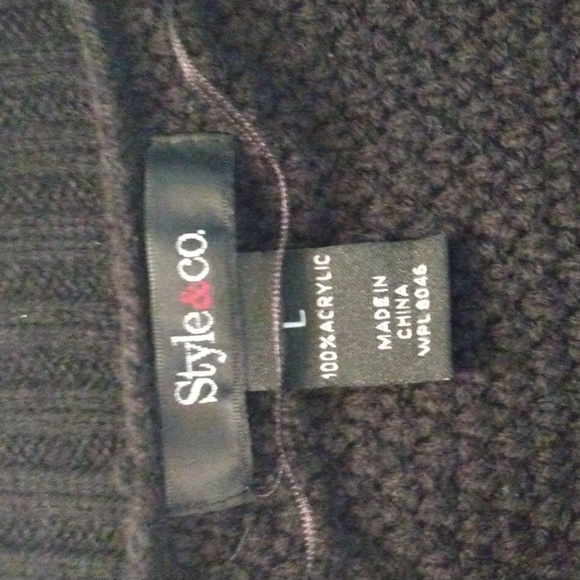 Style&co.
L
100%ACRYLIC
MADE IN
CHINA
WPL 8046